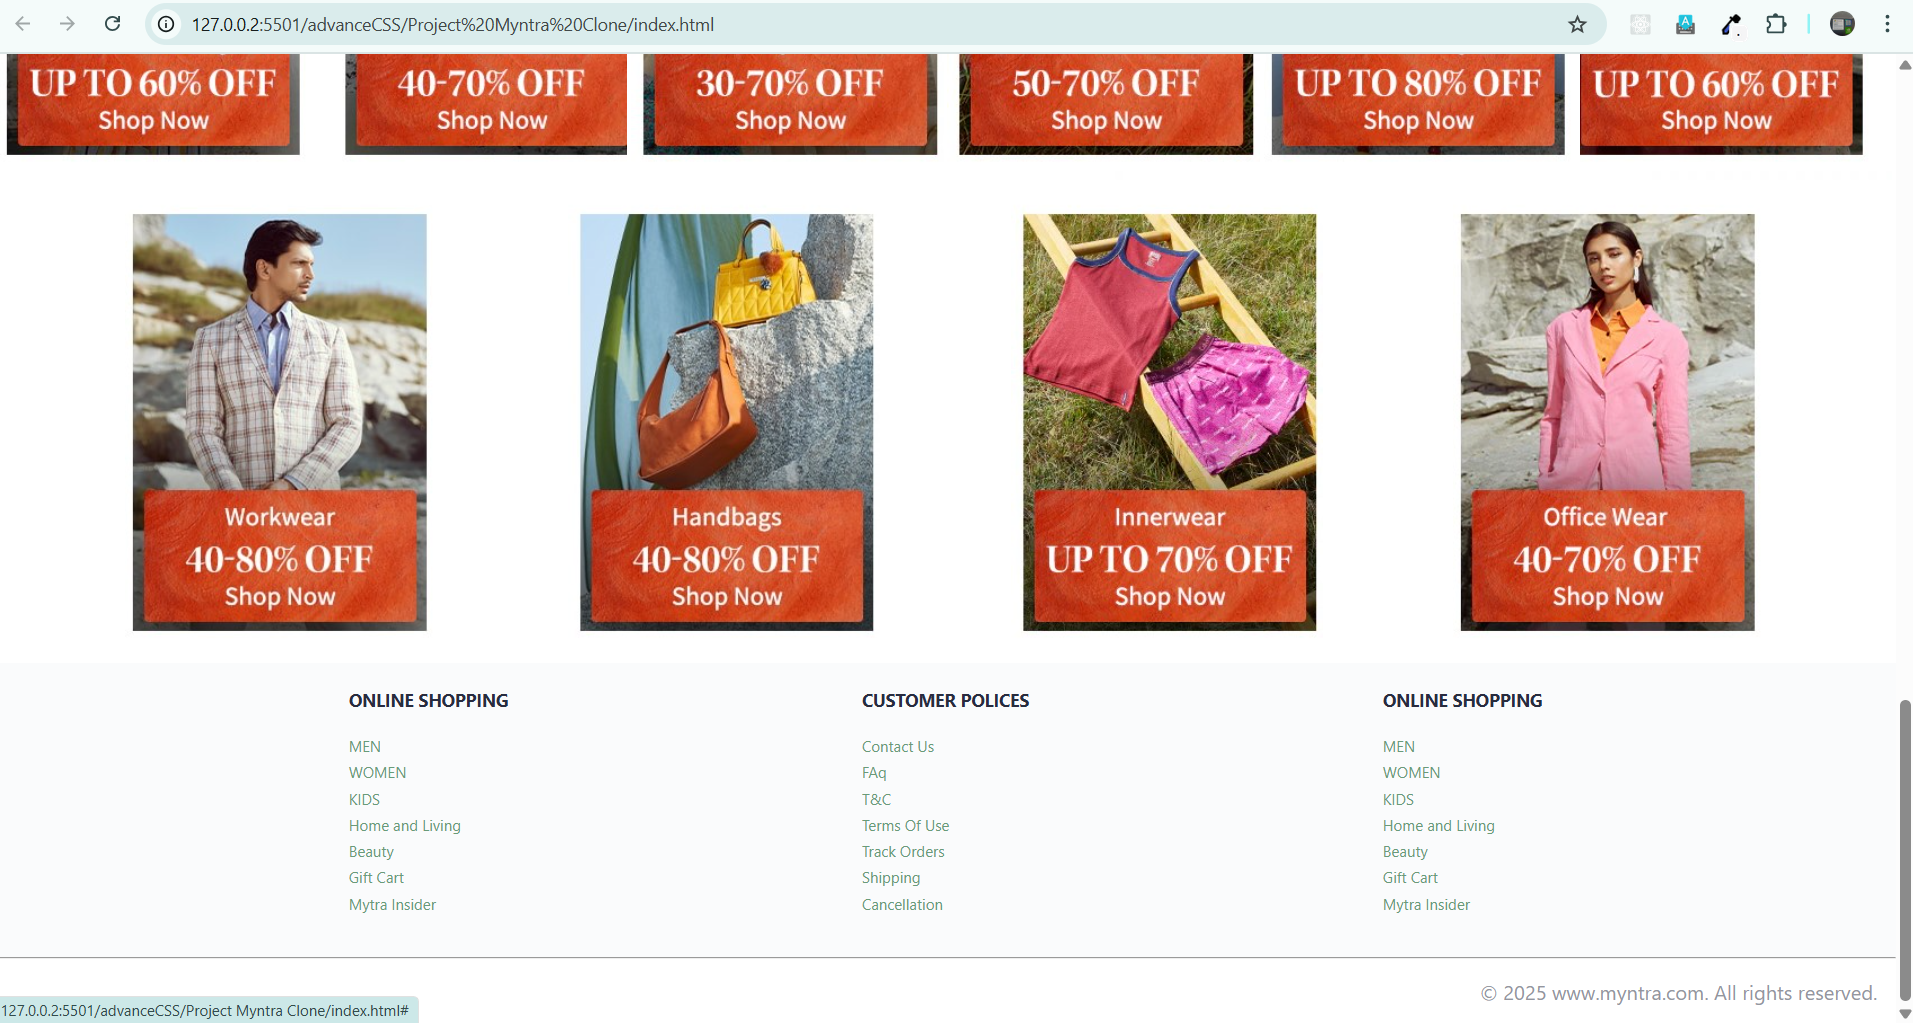 127.0.0.2:5501/advanceCSS/Project%20Myntra%20Clone/index.html
UP TO 60% OFF
Shop Now
40-70% OFF
Shop Now
30-70% OFF
Shop Now
50-70% OFF
Shop Now
UP TO 80% OFF
Shop Now
UP TO 60% OFF
Shop Now
Workwear
40-80% OFF
Shop Now
Handbags
40-80% OFF
Shop Now
Innerwear
UP TO 70% OFF
Shop Now
Office Wear
40-70% OFF
Shop Now
ONLINE SHOPPING
MEN
WOMEN
KIDS
Home and Living
Beauty
Gift Cart
Mytra Insider
CUSTOMER POLICES
Contact Us
FAq
T&C
Terms Of Use
Track Orders
Shipping
Cancellation
ONLINE SHOPPING
MEN
WOMEN
KIDS
Home and Living
Beauty
Gift Cart
Mytra Insider
© 2025 www.myntra.com. All rights reserved.
127.0.0.2:5501/advanceCSS/Project Myntra Clone/index.html#